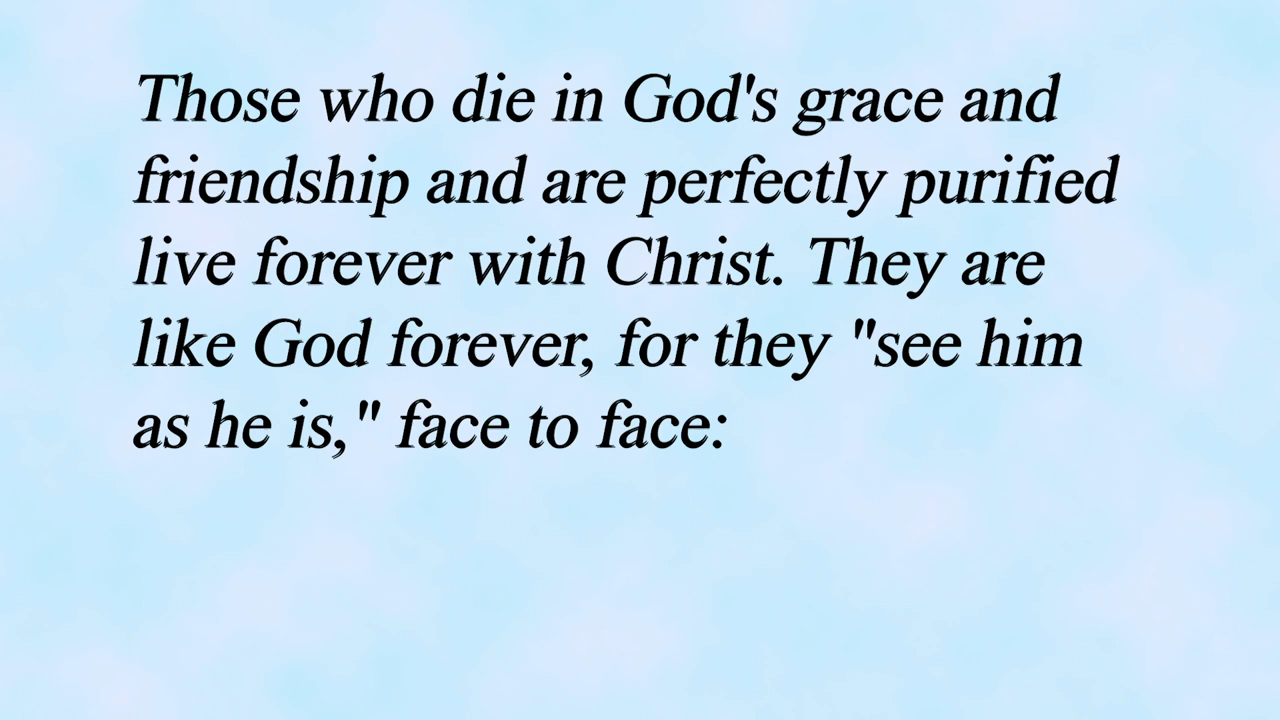 Those who die in God's grace and
friendship and are perfectly purified
live forever with Christ. They are
like God forever, for they "see him
as he is," face to face: